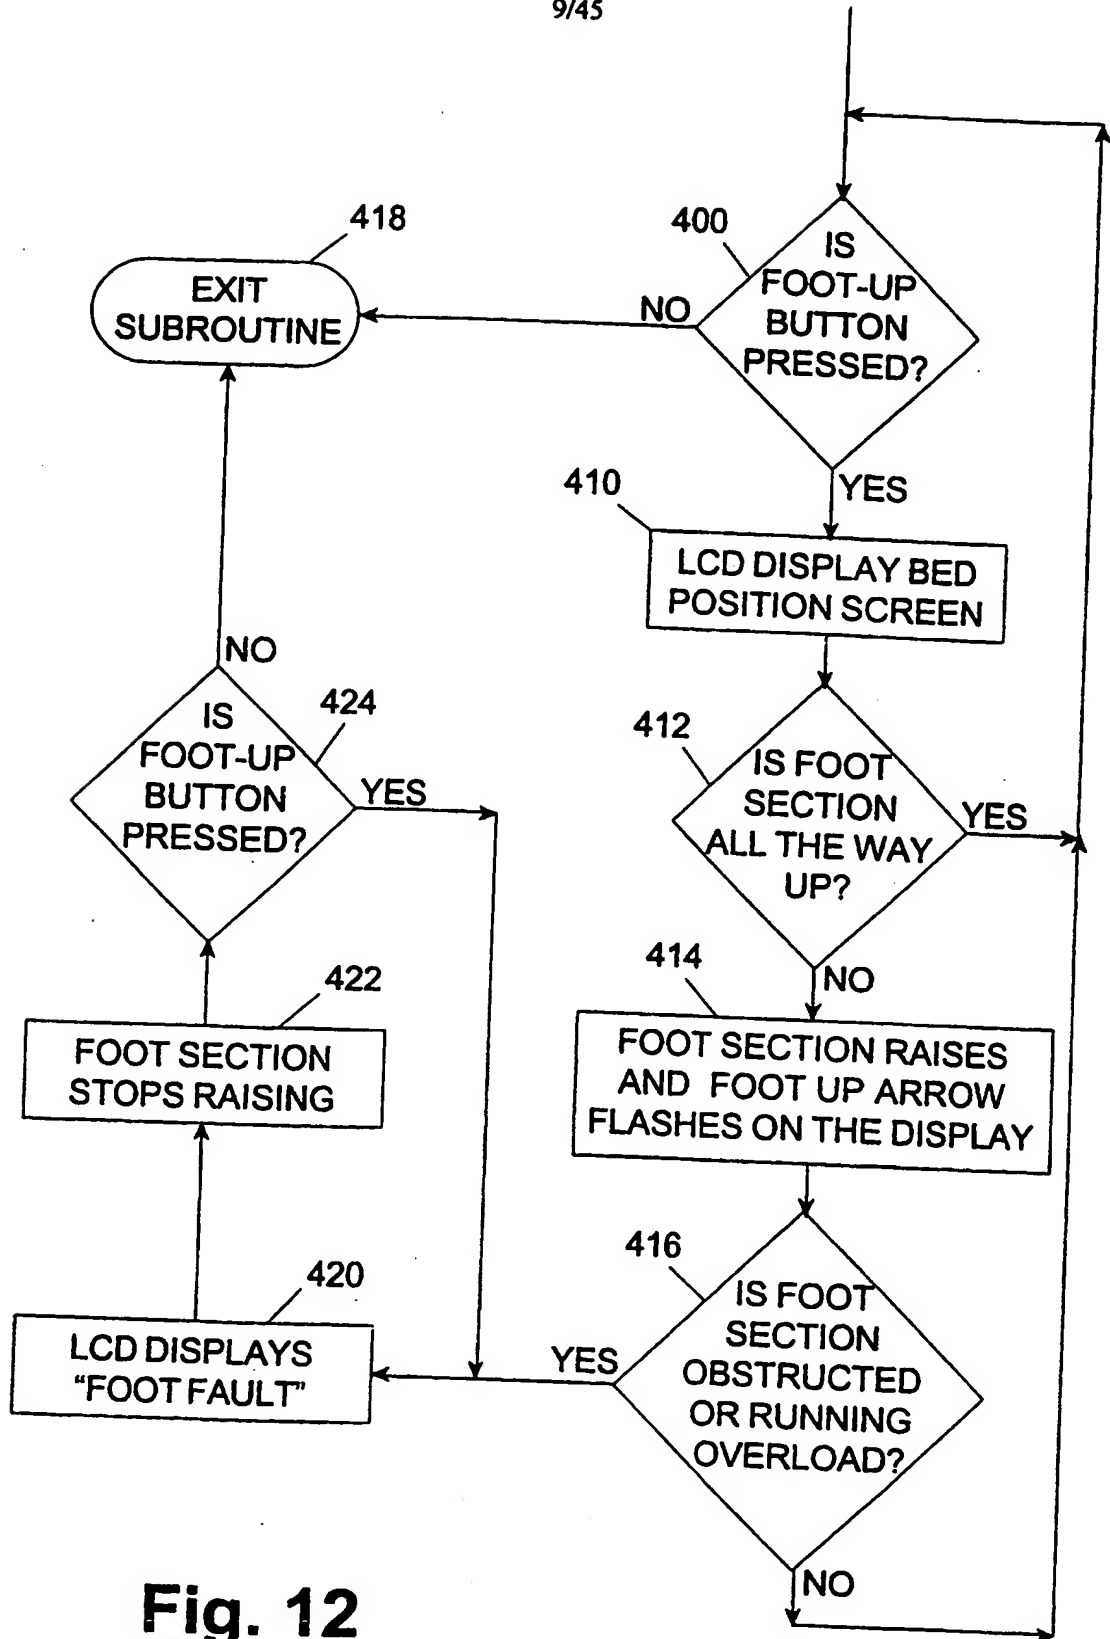 9/45
418
EXIT
SUBROUTINE
400
IS
FOOT-UP
BUTTON
PRESSED?
NO
YES
410
LCD DISPLAY BED
POSITION SCREEN
412
IS FOOT
SECTION
ALL THE WAY
UP?
YES
NO
414
FOOT SECTION RAISES
AND FOOT UP ARROW
FLASHES ON THE DISPLAY
416
IS FOOT
SECTION
OBSTRUCTED
OR RUNNING
OVERLOAD?
YES
NO
420
LCD DISPLAYS
"FOOT FAULT"
422
FOOT SECTION
STOPS RAISING
424
IS
FOOT-UP
BUTTON
PRESSED?
NO
YES
Fig. 12